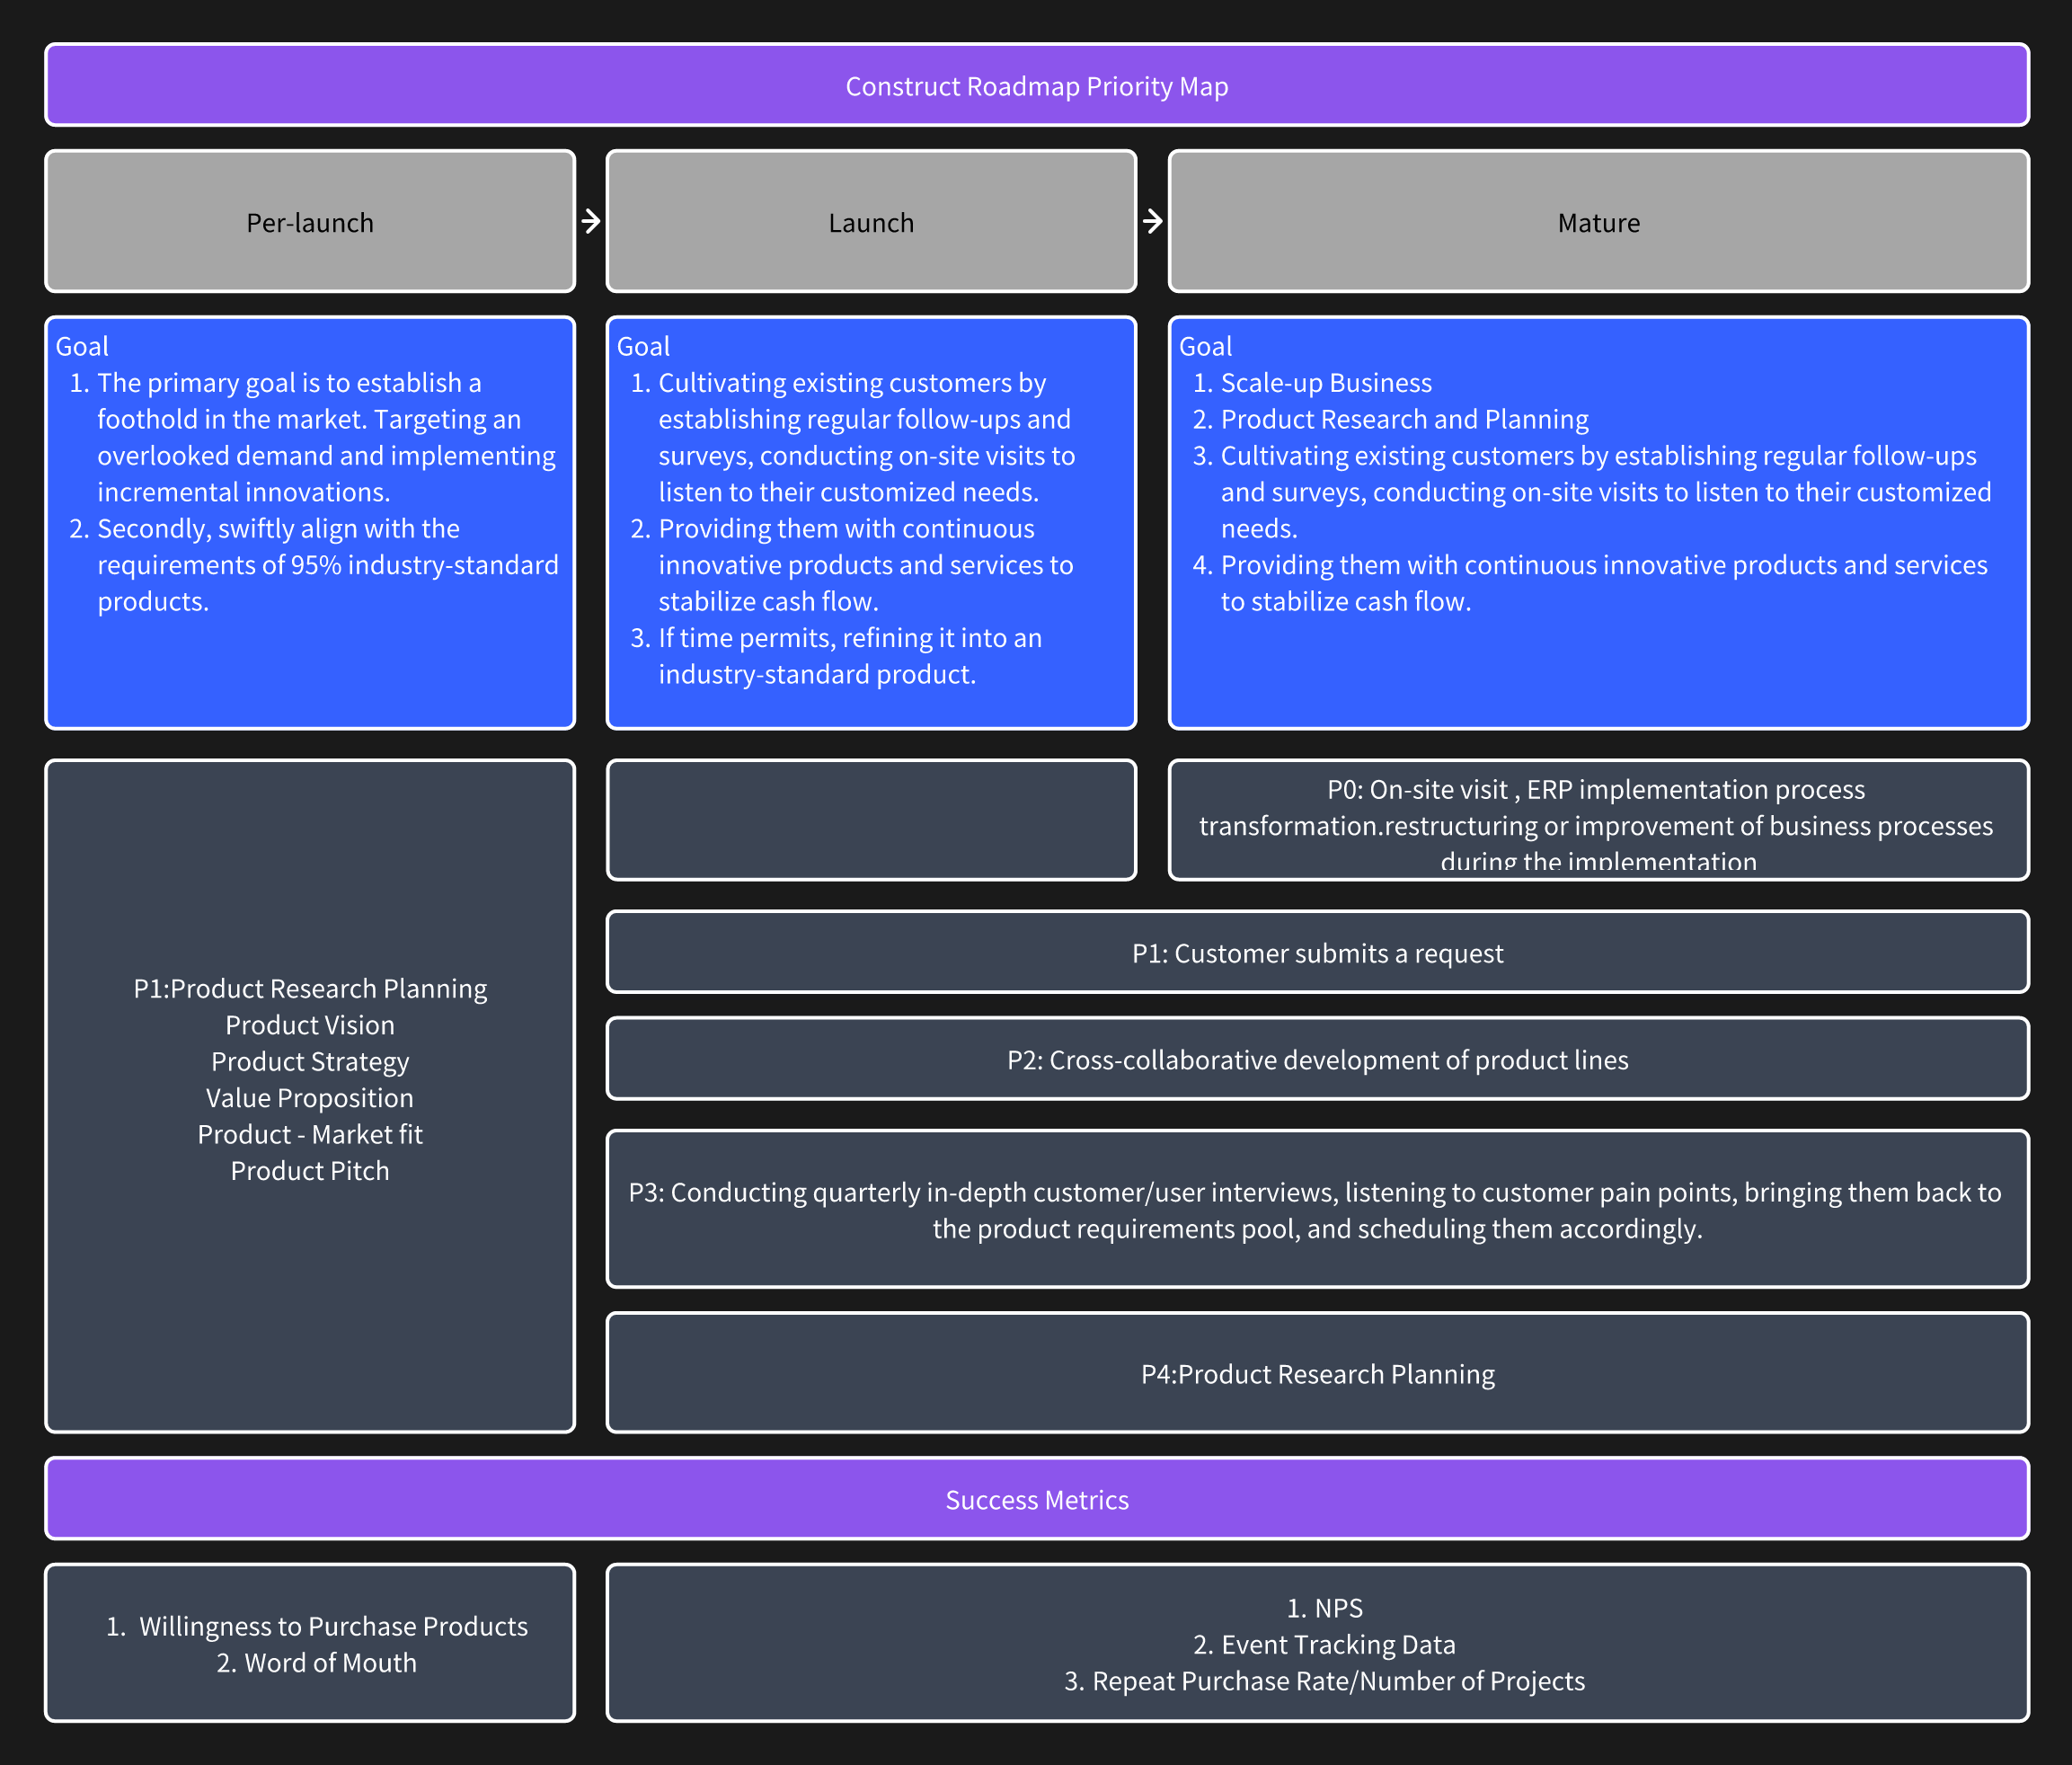 Construct Roadmap Priority Map
Per-launch
Launch
Mature
Goal
1. The primary goal is to establish a
foothold in the market. Targeting an
overlooked demand and implementing
incremental innovations.
2. Secondly, swiftly align with the
requirements of 95% industry-standard
products.
Goal
1. Cultivating existing customers by
establishing regular follow-ups and
surveys, conducting on-site visits to
listen to their customized needs.
2. Providing them with continuous
innovative products and services to
stabilize cash flow.
3. If time permits, refining it into an
industry-standard product.
Goal
1. Scale-up Business
2. Product Research and Planning
3. Cultivating existing customers by establishing regular follow-ups
and surveys, conducting on-site visits to listen to their customized
needs.
4. Providing them with continuous innovative products and services
to stabilize cash flow.
P1:Product Research Planning
Product Vision
Product Strategy
Value Proposition
Product - Market fit
Product Pitch
P0: On-site visit , ERP implementation process
transformation.restructuring or improvement of business processes
during the implementation
P1: Customer submits a request
P2: Cross-collaborative development of product lines
P3: Conducting quarterly in-depth customer/user interviews, listening to customer pain points, bringing them back to
the product requirements pool, and scheduling them accordingly.
P4:Product Research Planning
Success Metrics
1. Willingness to Purchase Products
2. Word of Mouth
1. NPS
2. Event Tracking Data
3. Repeat Purchase Rate/Number of Projects